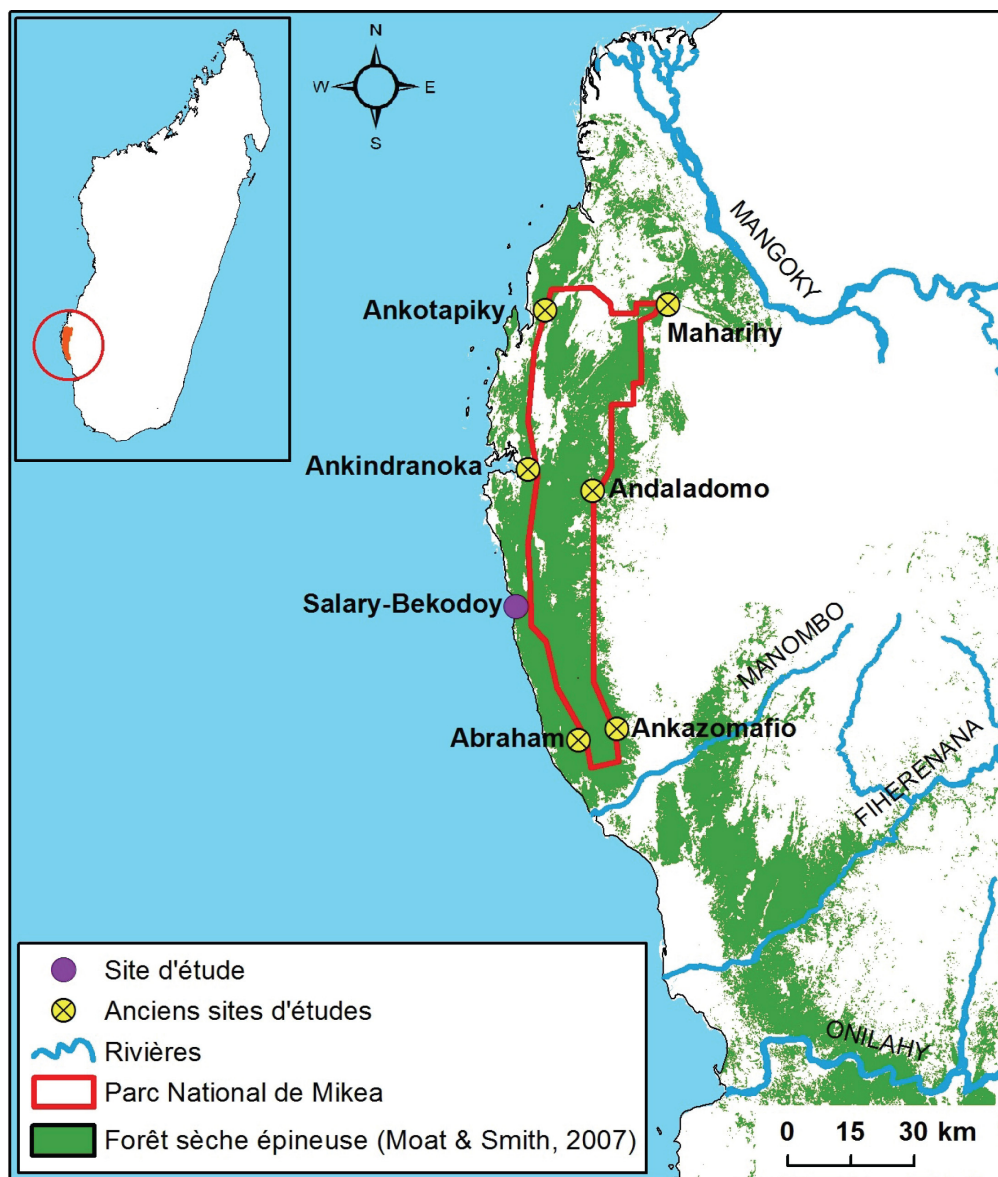 N
W E
S
MANGOKY
Ankotapiky
Maharihy
Ankindranoka
Andaladomo
Salary-Bekodoy
MANOMBO
Abraham
Ankazomafio
FIHERENANA
ONILAHY
Site d'étude
Anciens sites d'études
Rivières
Parc National de Mikea
Forêt sèche épineuse (Moat & Smith, 2007)
0 15 30 km